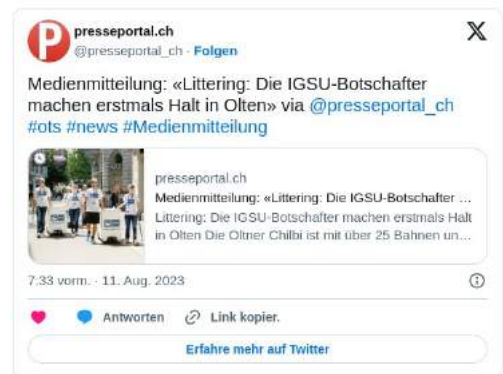 presseportal.ch
@presseportal_ch · Folgen
Medienmitteilung: «Littering: Die IGSU-Botschafter
machen erstmals Halt in Olten» via @presseportal_ch
#ots #news #Medienmitteilung
presseportal.ch
Medienmitteilung: «Littering: Die IGSU-Botschafter ...
Littering: Die IGSU-Botschafter machen erstmals Halt
in Olten Die Oltner Chilbi ist mit über 25 Bahnen un...
7:33 vorm. · 11. Aug. 2023
Antworten
Link kopier.
Erfahre mehr auf Twitter